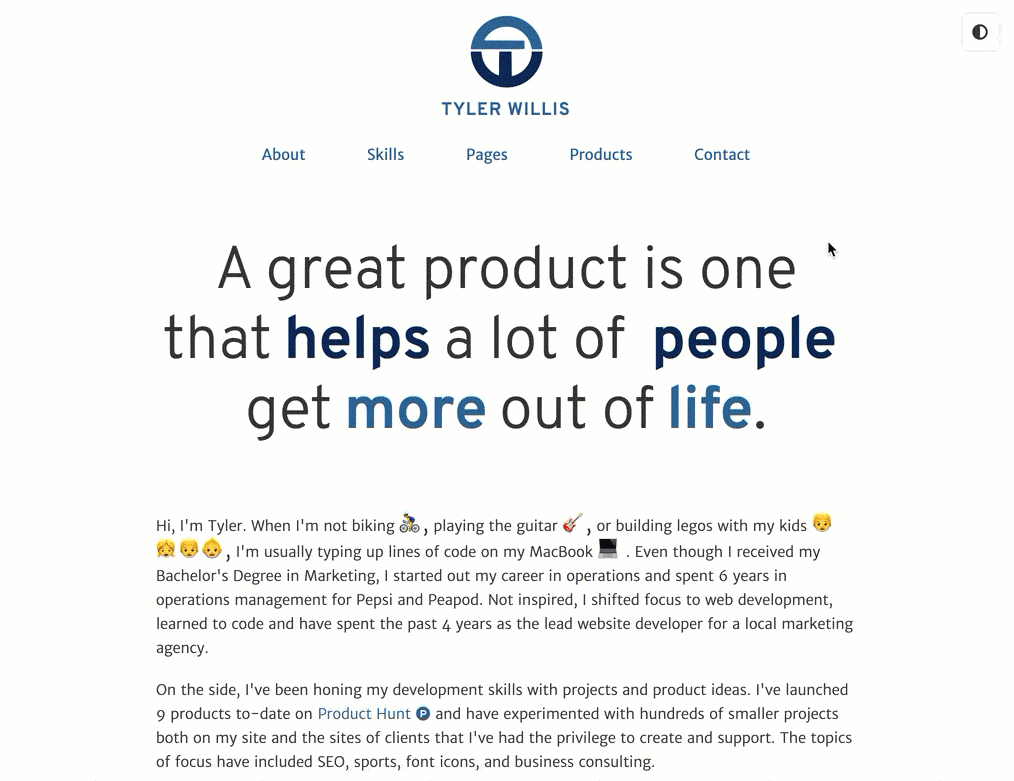 TYLER WILLIS
About Skills Pages Products Contact
A great product is one
that helps a lot of people
get more out of life.
Hi, I'm Tyler. When I'm not biking 🚴, playing the guitar 🎸, or building legos with my kids 👦
👧👦👶, I'm usually typing up lines of code on my MacBook 💻 . Even though I received my
Bachelor's Degree in Marketing, I started out my career in operations and spent 6 years in
operations management for Pepsi and Peapod. Not inspired, I shifted focus to web development,
learned to code and have spent the past 4 years as the lead website developer for a local marketing
agency.
On the side, I've been honing my development skills with projects and product ideas. I've launched
9 products to-date on Product Hunt P and have experimented with hundreds of smaller projects
both on my site and the sites of clients that I've had the privilege to create and support. The topics
of focus have included SEO, sports, font icons, and business consulting.